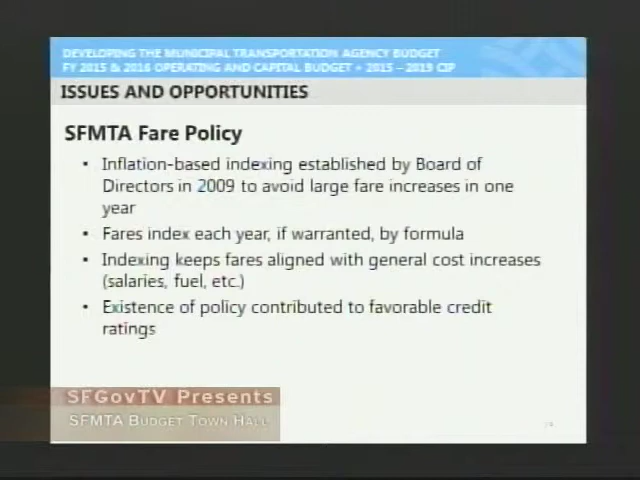 DEVELOPING THE MUNICIPAL TRANSPORTATION AGENCY BUDGET
FY 2015 & 2016 OPERATING AND CAPITAL BUDGET • 2015 – 2019 CIP
ISSUES AND OPPORTUNITIES
SFMTA Fare Policy
• Inflation-based indexing established by Board of
Directors in 2009 to avoid large fare increases in one
year
• Fares index each year, if warranted, by formula
• Indexing keeps fares aligned with general cost increases
(salaries, fuel, etc.)
• Existence of policy contributed to favorable credit
ratings
SFGovTV Presents
SFMTA Budget Town Hall